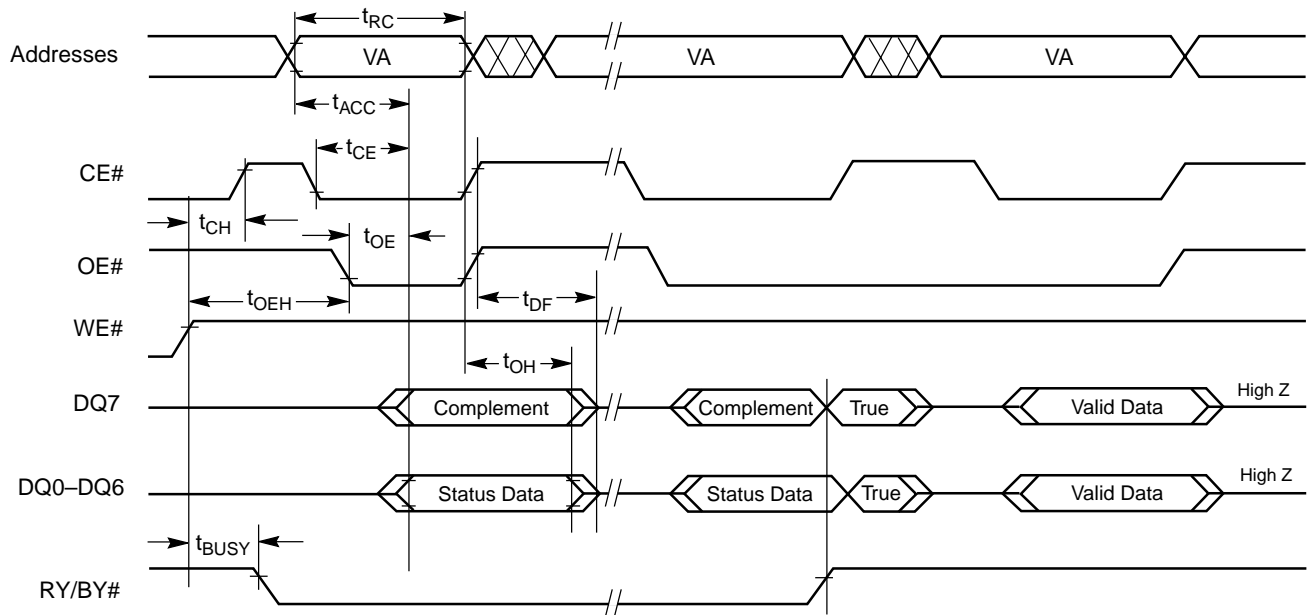 tRC
Addresses VA VA VA
tACC
tCE
CE#
tCH
tOE
OE#
tOEH
tDF
WE#
tOH
DQ7 Complement Complement True Valid Data High Z
DQ0–DQ6 Status Data Status Data True Valid Data High Z
tBUSY
RY/BY#